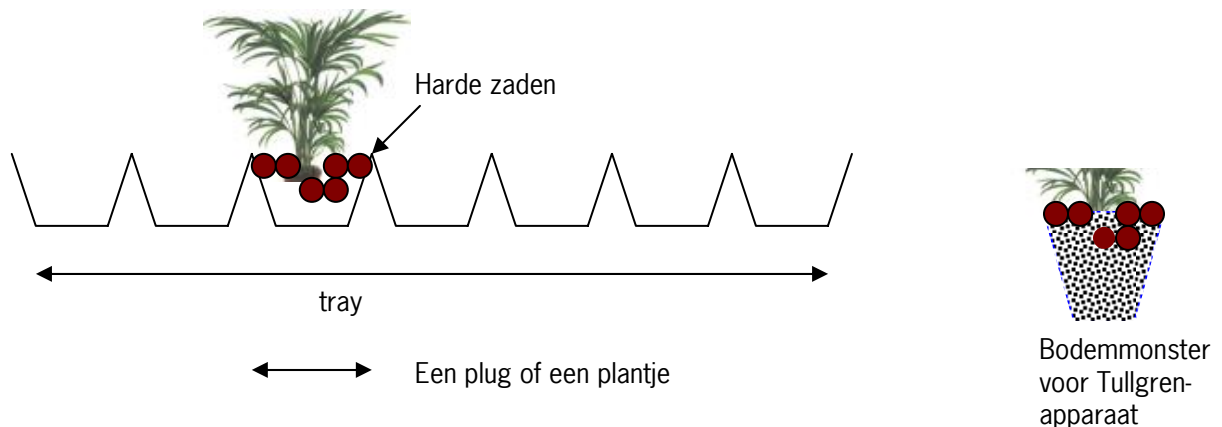 Harde zaden
tray
Een plug of een plantje
Bodemmonster
voor Tullgren-
apparaat